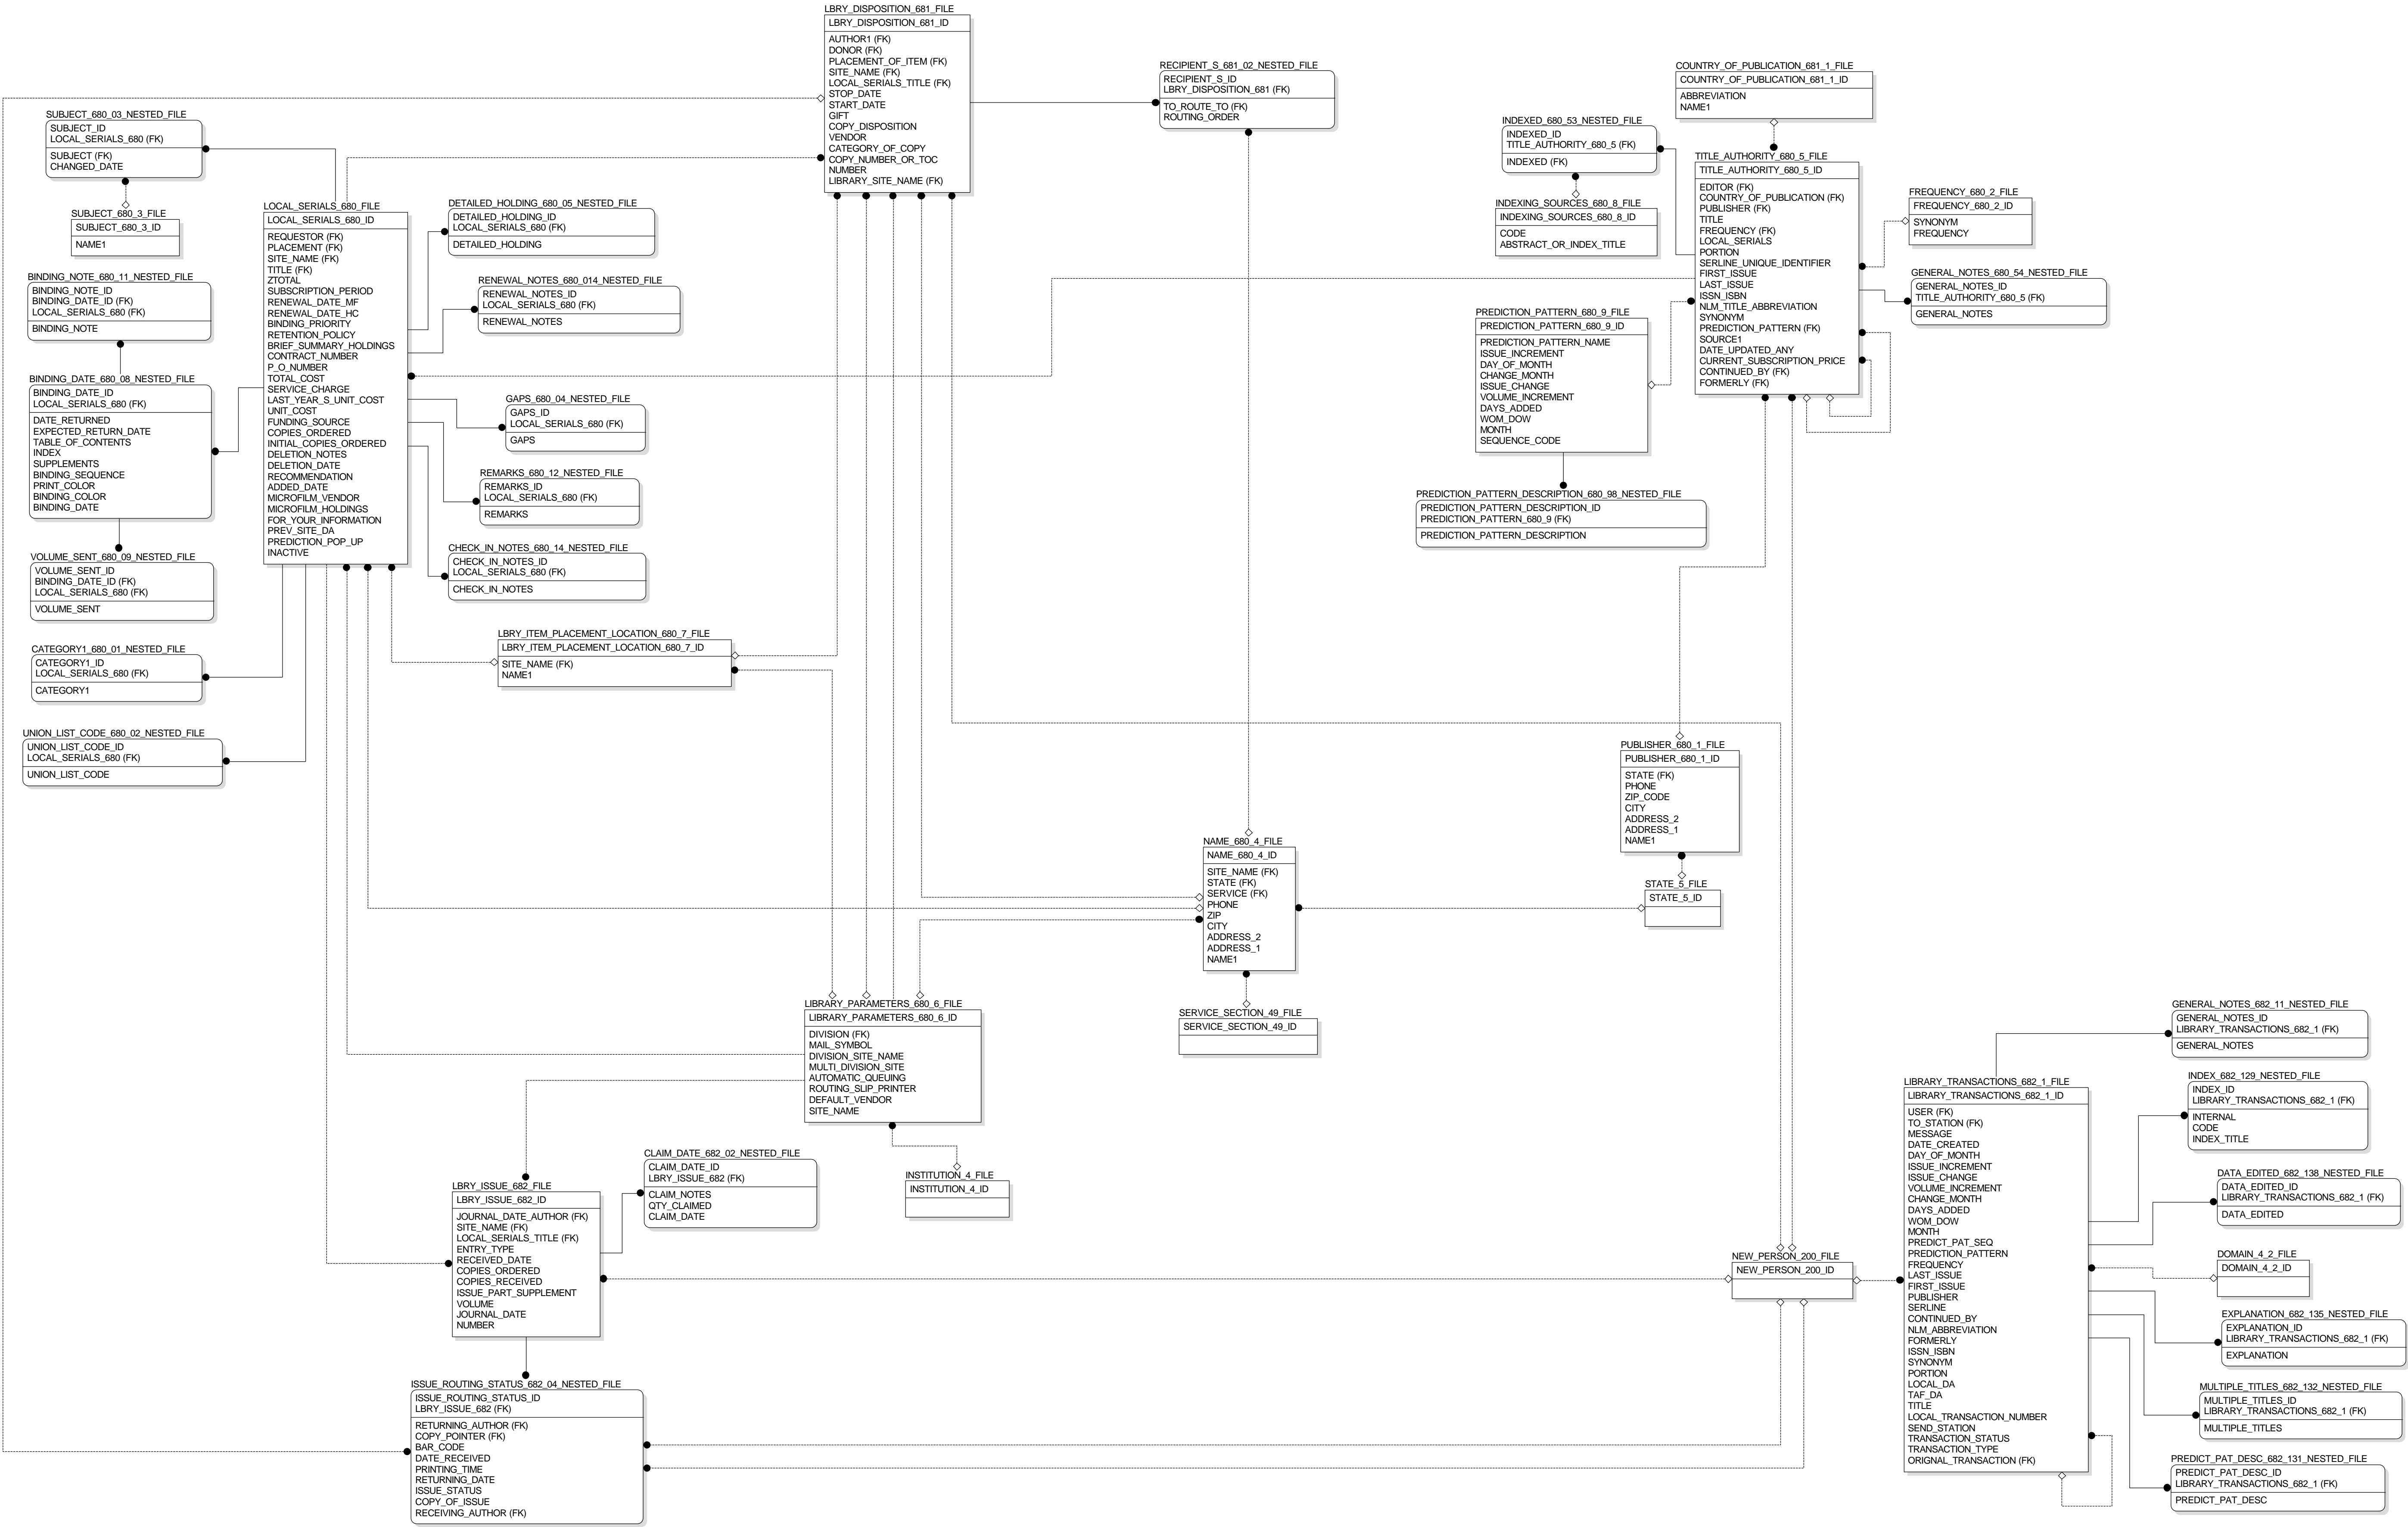 LBRY_DISPOSITION_681_FILE
LBRY_DISPOSITION_681_ID
AUTHOR1 (FK)
DONOR (FK)
PLACEMENT_OF_ITEM (FK)
SITE_NAME (FK)
LOCAL_SERIALS_TITLE (FK)
STOP_DATE
START_DATE
GIFT
COPY_DISPOSITION
VENDOR
CATEGORY_OF_COPY
COPY_NUMBER_OR_TOC
NUMBER
LIBRARY_SITE_NAME (FK)
RECIPIENT_S_681_02_NESTED_FILE
RECIPIENT_S_ID
LBRY_DISPOSITION_681 (FK)
TO_ROUTE_TO (FK)
ROUTING_ORDER
COUNTRY_OF_PUBLICATION_681_1_FILE
COUNTRY_OF_PUBLICATION_681_1_ID
ABBREVIATION
NAME1
SUBJECT_680_03_NESTED_FILE
SUBJECT_ID
LOCAL_SERIALS_680 (FK)
SUBJECT (FK)
CHANGED_DATE
INDEXED_680_53_NESTED_FILE
INDEXED_ID
TITLE_AUTHORITY_680_5 (FK)
INDEXED (FK)
TITLE_AUTHORITY_680_5_FILE
TITLE_AUTHORITY_680_5_ID
EDITOR (FK)
COUNTRY_OF_PUBLICATION (FK)
PUBLISHER (FK)
TITLE
FREQUENCY (FK)
LOCAL_SERIALS
PORTION
SERLINE_UNIQUE_IDENTIFIER
FIRST_ISSUE
LAST_ISSUE
ISSN_ISBN
NLM_TITLE_ABBREVIATION
SYNONYM
PREDICTION_PATTERN (FK)
SOURCE1
DATE_UPDATED_ANY
CURRENT_SUBSCRIPTION_PRICE
CONTINUED_BY (FK)
FORMERLY (FK)
FREQUENCY_680_2_FILE
FREQUENCY_680_2_ID
SYNONYM
FREQUENCY
SUBJECT_680_3_FILE
SUBJECT_680_3_ID
NAME1
LOCAL_SERIALS_680_FILE
LOCAL_SERIALS_680_ID
REQUESTOR (FK)
PLACEMENT (FK)
SITE_NAME (FK)
TITLE (FK)
ZTOTAL
SUBSCRIPTION_PERIOD
RENEWAL_DATE_MF
RENEWAL_DATE_HC
BINDING_PRIORITY
RETENTION_POLICY
BRIEF_SUMMARY_HOLDINGS
CONTRACT_NUMBER
P_O_NUMBER
TOTAL_COST
SERVICE_CHARGE
LAST_YEAR_S_UNIT_COST
UNIT_COST
FUNDING_SOURCE
COPIES_ORDERED
INITIAL_COPIES_ORDERED
DELETION_NOTES
DELETION_DATE
RECOMMENDATION
ADDED_DATE
MICROFILM_VENDOR
MICROFILM_HOLDINGS
FOR_YOUR_INFORMATION
PREV_SITE_DA
PREDICTION_POP_UP
INACTIVE
DETAILED_HOLDING_680_05_NESTED_FILE
DETAILED_HOLDING_ID
LOCAL_SERIALS_680 (FK)
DETAILED_HOLDING
INDEXING_SOURCES_680_8_FILE
INDEXING_SOURCES_680_8_ID
CODE
ABSTRACT_OR_INDEX_TITLE
GENERAL_NOTES_680_54_NESTED_FILE
GENERAL_NOTES_ID
TITLE_AUTHORITY_680_5 (FK)
GENERAL_NOTES
BINDING_NOTE_680_11_NESTED_FILE
BINDING_NOTE_ID
BINDING_DATE_ID (FK)
LOCAL_SERIALS_680 (FK)
BINDING_NOTE
RENEWAL_NOTES_680_014_NESTED_FILE
RENEWAL_NOTES_ID
LOCAL_SERIALS_680 (FK)
RENEWAL_NOTES
PREDICTION_PATTERN_680_9_FILE
PREDICTION_PATTERN_680_9_ID
PREDICTION_PATTERN_NAME
ISSUE_INCREMENT
DAY_OF_MONTH
CHANGE_MONTH
ISSUE_CHANGE
VOLUME_INCREMENT
DAYS_ADDED
WOM_DOW
MONTH
SEQUENCE_CODE
BINDING_DATE_680_08_NESTED_FILE
BINDING_DATE_ID
LOCAL_SERIALS_680 (FK)
DATE_RETURNED
EXPECTED_RETURN_DATE
TABLE_OF_CONTENTS
INDEX
SUPPLEMENTS
BINDING_SEQUENCE
PRINT_COLOR
BINDING_COLOR
BINDING_DATE
GAPS_680_04_NESTED_FILE
GAPS_ID
LOCAL_SERIALS_680 (FK)
GAPS
REMARKS_680_12_NESTED_FILE
REMARKS_ID
LOCAL_SERIALS_680 (FK)
REMARKS
PREDICTION_PATTERN_DESCRIPTION_680_98_NESTED_FILE
PREDICTION_PATTERN_DESCRIPTION_ID
PREDICTION_PATTERN_680_9 (FK)
PREDICTION_PATTERN_DESCRIPTION
VOLUME_SENT_680_09_NESTED_FILE
VOLUME_SENT_ID
BINDING_DATE_ID (FK)
LOCAL_SERIALS_680 (FK)
VOLUME_SENT
CHECK_IN_NOTES_680_14_NESTED_FILE
CHECK_IN_NOTES_ID
LOCAL_SERIALS_680 (FK)
CHECK_IN_NOTES
LBRY_ITEM_PLACEMENT_LOCATION_680_7_FILE
LBRY_ITEM_PLACEMENT_LOCATION_680_7_ID
SITE_NAME (FK)
NAME1
CATEGORY1_680_01_NESTED_FILE
CATEGORY1_ID
LOCAL_SERIALS_680 (FK)
CATEGORY1
UNION_LIST_CODE_680_02_NESTED_FILE
UNION_LIST_CODE_ID
LOCAL_SERIALS_680 (FK)
UNION_LIST_CODE
PUBLISHER_680_1_FILE
PUBLISHER_680_1_ID
STATE (FK)
PHONE
ZIP_CODE
CITY
ADDRESS_2
ADDRESS_1
NAME1
NAME_680_4_FILE
NAME_680_4_ID
SITE_NAME (FK)
STATE (FK)
SERVICE (FK)
PHONE
ZIP
CITY
ADDRESS_2
ADDRESS_1
NAME1
STATE_5_FILE
STATE_5_ID
LIBRARY_PARAMETERS_680_6_FILE
LIBRARY_PARAMETERS_680_6_ID
DIVISION (FK)
MAIL_SYMBOL
DIVISION_SITE_NAME
MULTI_DIVISION_SITE
AUTOMATIC_QUEUING
ROUTING_SLIP_PRINTER
DEFAULT_VENDOR
SITE_NAME
SERVICE_SECTION_49_FILE
SERVICE_SECTION_49_ID
GENERAL_NOTES_682_11_NESTED_FILE
GENERAL_NOTES_ID
LIBRARY_TRANSACTIONS_682_1 (FK)
GENERAL_NOTES
LIBRARY_TRANSACTIONS_682_1_FILE
LIBRARY_TRANSACTIONS_682_1_ID
USER (FK)
TO_STATION (FK)
MESSAGE
DATE_CREATED
DAY_OF_MONTH
ISSUE_INCREMENT
ISSUE_CHANGE
VOLUME_INCREMENT
CHANGE_MONTH
DAYS_ADDED
WOM_DOW
MONTH
PREDICT_PAT_SEQ
PREDICTION_PATTERN
FREQUENCY
LAST_ISSUE
FIRST_ISSUE
PUBLISHER
SERLINE
CONTINUED_BY
NLM_ABBREVIATION
FORMERLY
ISSN_ISBN
SYNONYM
PORTION
LOCAL_DA
TAF_DA
TITLE
LOCAL_TRANSACTION_NUMBER
SEND_STATION
TRANSACTION_STATUS
TRANSACTION_TYPE
ORIGNAL_TRANSACTION (FK)
INDEX_682_129_NESTED_FILE
INDEX_ID
LIBRARY_TRANSACTIONS_682_1 (FK)
INTERNAL
CODE
INDEX_TITLE
CLAIM_DATE_682_02_NESTED_FILE
CLAIM_DATE_ID
LBRY_ISSUE_682 (FK)
CLAIM_NOTES
QTY_CLAIMED
CLAIM_DATE
INSTITUTION_4_FILE
INSTITUTION_4_ID
DATA_EDITED_682_138_NESTED_FILE
DATA_EDITED_ID
LIBRARY_TRANSACTIONS_682_1 (FK)
DATA_EDITED
LBRY_ISSUE_682_FILE
LBRY_ISSUE_682_ID
JOURNAL_DATE_AUTHOR (FK)
SITE_NAME (FK)
LOCAL_SERIALS_TITLE (FK)
ENTRY_TYPE
RECEIVED_DATE
COPIES_ORDERED
COPIES_RECEIVED
ISSUE_PART_SUPPLEMENT
VOLUME
JOURNAL_DATE
NUMBER
NEW_PERSON_200_FILE
NEW_PERSON_200_ID
DOMAIN_4_2_FILE
DOMAIN_4_2_ID
EXPLANATION_682_135_NESTED_FILE
EXPLANATION_ID
LIBRARY_TRANSACTIONS_682_1 (FK)
EXPLANATION
ISSUE_ROUTING_STATUS_682_04_NESTED_FILE
ISSUE_ROUTING_STATUS_ID
LBRY_ISSUE_682 (FK)
RETURNING_AUTHOR (FK)
COPY_POINTER (FK)
BAR_CODE
DATE_RECEIVED
PRINTING_TIME
RETURNING_DATE
ISSUE_STATUS
COPY_OF_ISSUE
RECEIVING_AUTHOR (FK)
MULTIPLE_TITLES_682_132_NESTED_FILE
MULTIPLE_TITLES_ID
LIBRARY_TRANSACTIONS_682_1 (FK)
MULTIPLE_TITLES
PREDICT_PAT_DESC_682_131_NESTED_FILE
PREDICT_PAT_DESC_ID
LIBRARY_TRANSACTIONS_682_1 (FK)
PREDICT_PAT_DESC